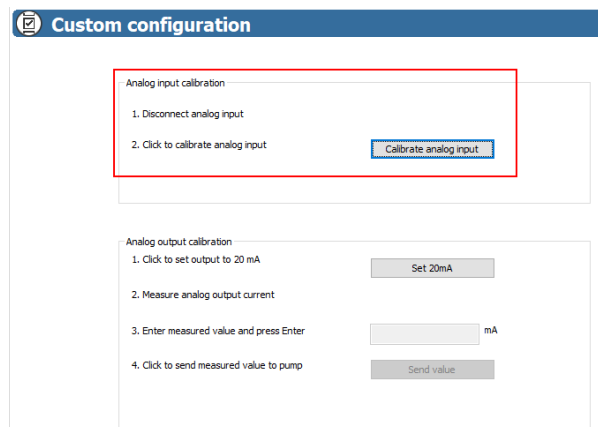 Custom configuration
Analog input calibration
1. Disconnect analog input
2. Click to calibrate analog input
Calibrate analog input
Analog output calibration
1. Click to set output to 20 mA
Set 20mA
2. Measure analog output current
3. Enter measured value and press Enter
mA
4. Click to send measured value to pump
Send value